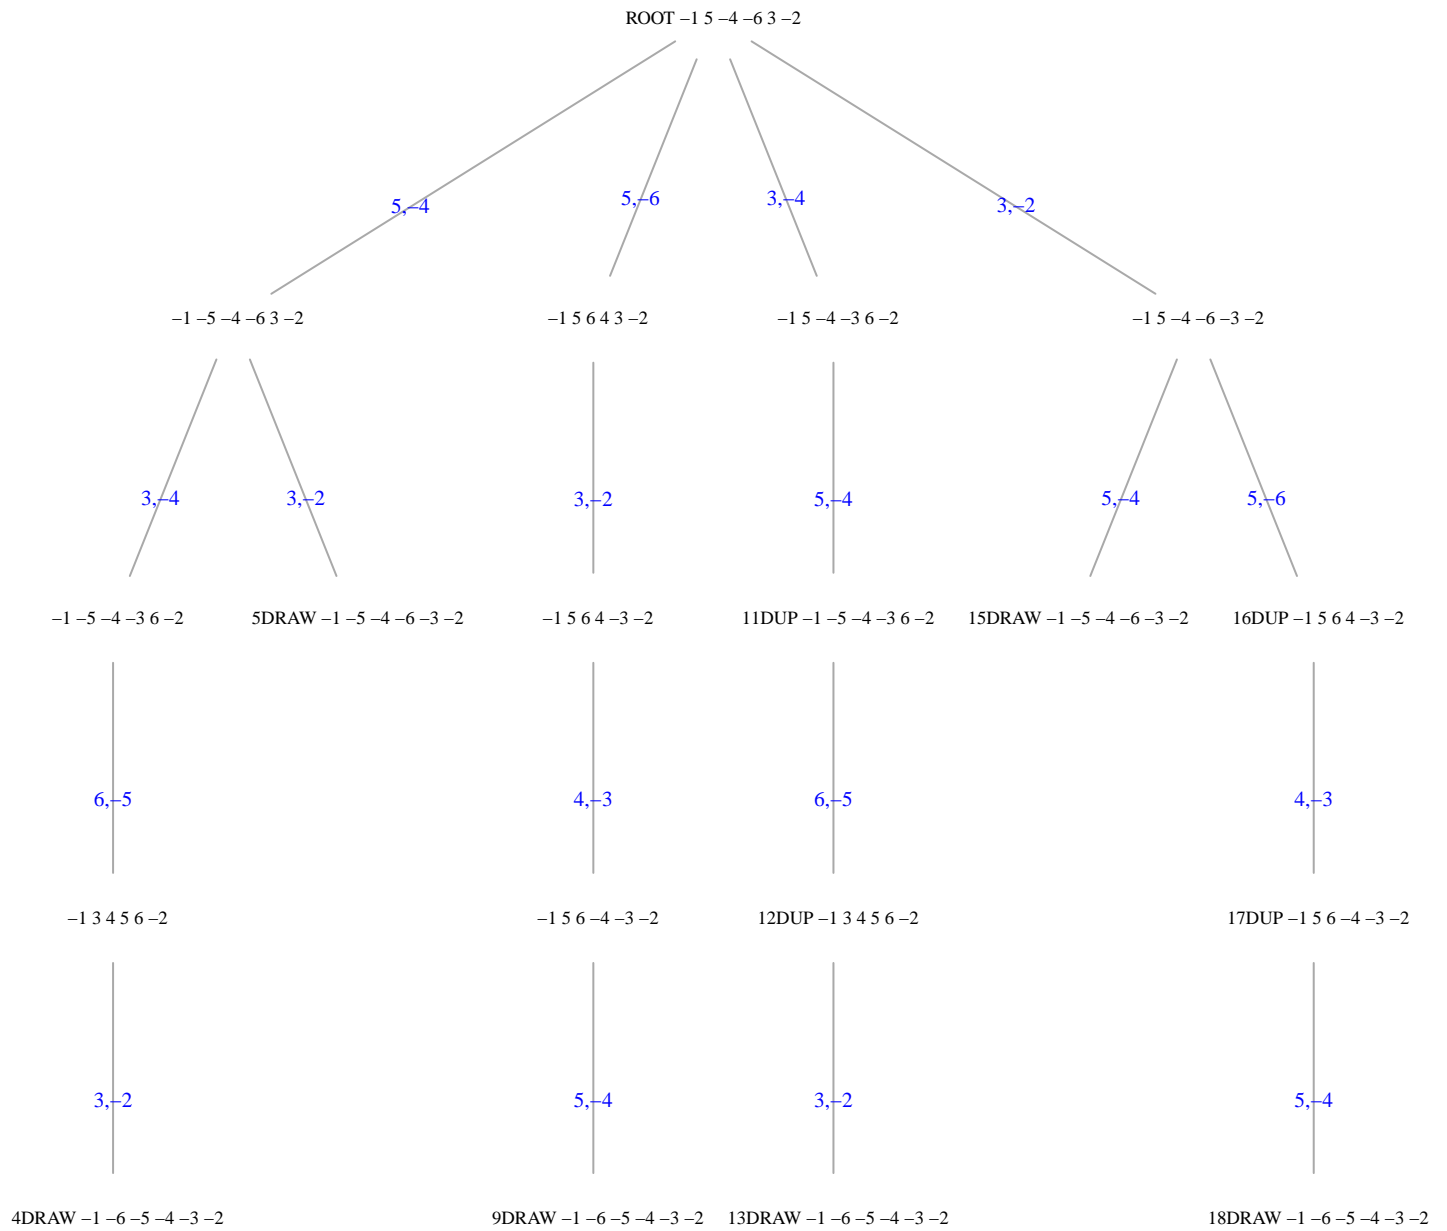 ROOT –1 5 –4 –6 3 –2
5,–4
5,–6
3,–4
3,–2
–1 –5 –4 –6 3 –2
–1 5 6 4 3 –2
–1 5 –4 –3 6 –2
–1 5 –4 –6 –3 –2
3,–4
3,–2
3,–2
5,–4
5,–4
5,–6
–1 –5 –4 –3 6 –2
5DRAW –1 –5 –4 –6 –3 –2
–1 5 6 4 –3 –2
11DUP –1 –5 –4 –3 6 –2
15DRAW –1 –5 –4 –6 –3 –2
16DUP –1 5 6 4 –3 –2
6,–5
4,–3
6,–5
4,–3
–1 3 4 5 6 –2
–1 5 6 –4 –3 –2
12DUP –1 3 4 5 6 –2
17DUP –1 5 6 –4 –3 –2
3,–2
5,–4
3,–2
5,–4
4DRAW –1 –6 –5 –4 –3 –2
9DRAW –1 –6 –5 –4 –3 –2
13DRAW –1 –6 –5 –4 –3 –2
18DRAW –1 –6 –5 –4 –3 –2